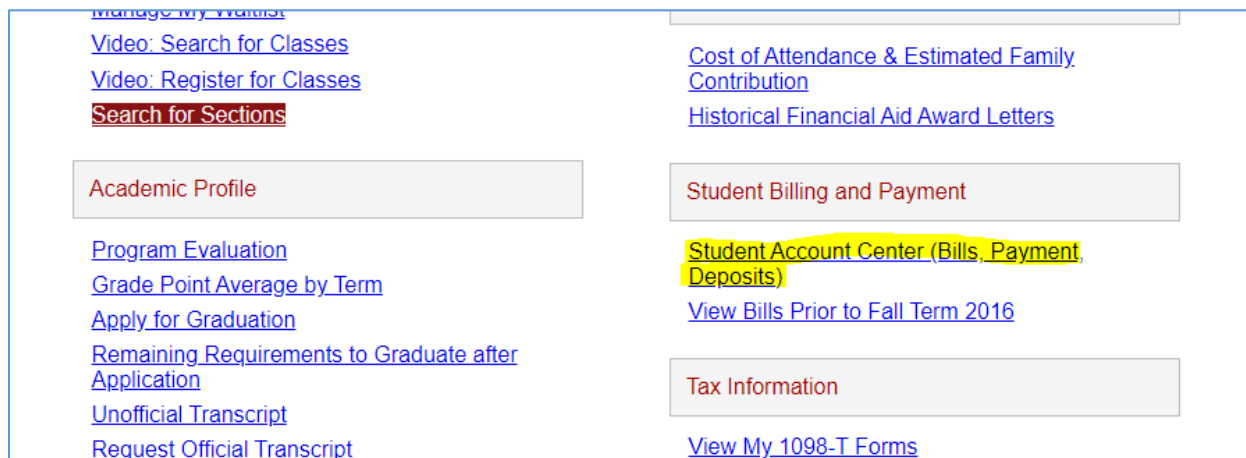 Manage My Waitlist
Video: Search for Classes
Video: Register for Classes
Search for Sections
Academic Profile
Program Evaluation
Grade Point Average by Term
Apply for Graduation
Remaining Requirements to Graduate after
Application
Unofficial Transcript
Request Official Transcript
Cost of Attendance & Estimated Family
Contribution
Historical Financial Aid Award Letters
Student Billing and Payment
Student Account Center (Bills, Payment,
Deposits)
View Bills Prior to Fall Term 2016
Tax Information
View My 1098-T Forms